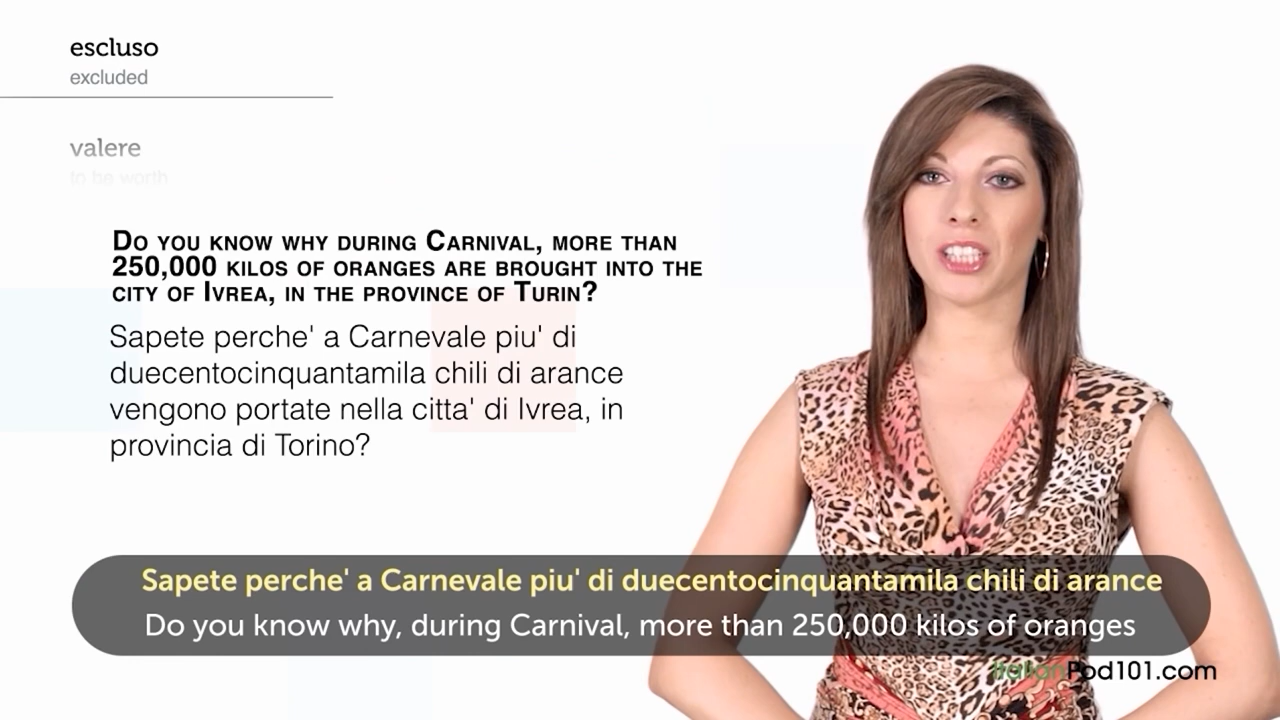 escluso
excluded
valere
to be worth
DO YOU KNOW WHY DURING CARNIVAL, MORE THAN
250,000 KILOS OF ORANGES ARE BROUGHT INTO THE
CITY OF IVREA, IN THE PROVINCE OF TURIN?
Sapete perche' a Carnevale piu' di
duecentocinquantamila chili di arance
vengono portate nella citta' di Ivrea, in
provincia di Torino?
Sapete perche' a Carnevale piu' di duecentocinquantamila chili di arance
Do you know why, during Carnival, more than 250,000 kilos of oranges
ItalianPod101.com